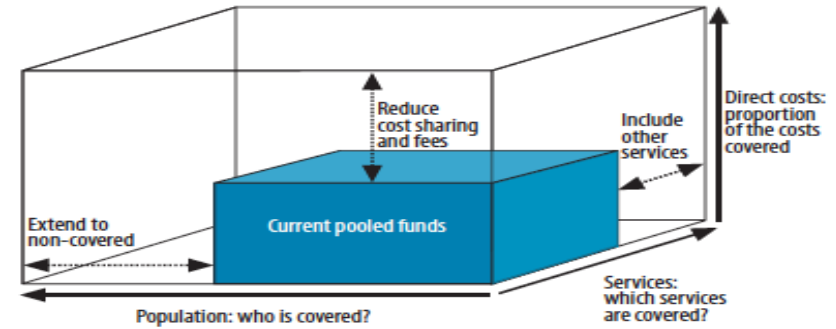 Reduce
cost sharing
and fees
Include
other
services
Direct costs:
proportion
of the costs
covered
Extend to
non-covered
Current pooled funds
Population: who is covered?
Services:
which services
are covered?